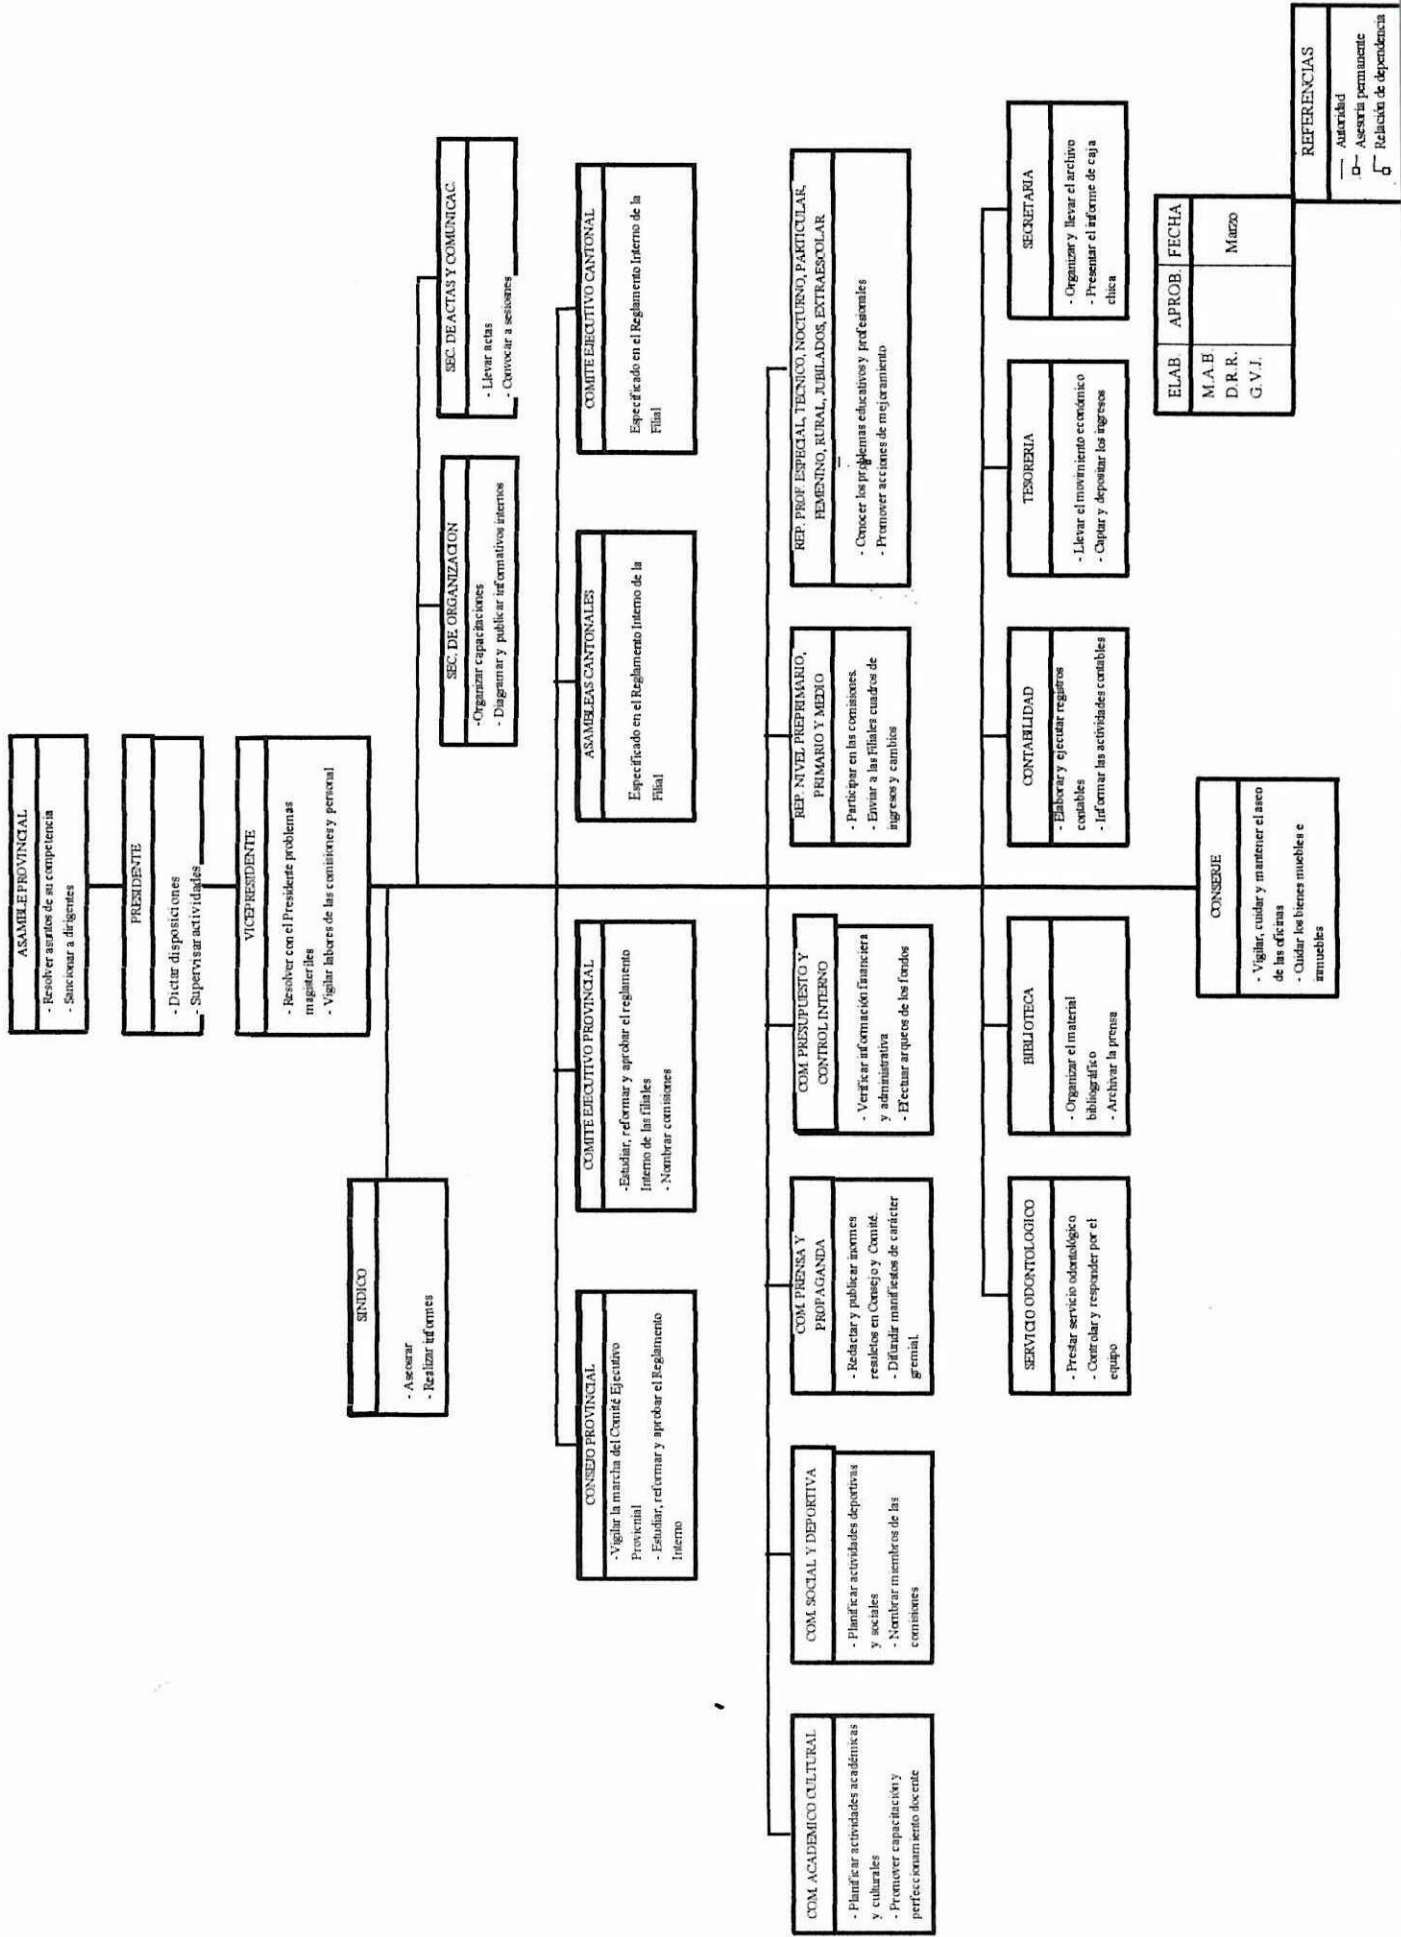 ASAMBLE PROVINCIAL
- Resolver asuntos de su competencia
- Sancionar a dirigentes
PRESIDENTE
- Dictar disposiciones
- Supervisar actividades
VICEPRESIDENTE
- Resolver con el Presidente problemas
magisteriles
- Vigilar labores de las comisiones y personal
SINDICO
- Asesorar
- Realizar informes
SEC. DE ORGANIZACION
-Organizar capacitaciones
- Diagramar y publicar informativos internos
SEC. DE ACTAS Y COMUNICAC.
- Llevar actas
- Convocar a sesiones
CONSEJO PROVINCIAL
- Vigilar la marcha del Comité Ejecutivo
Provicnial
- Estudiar, reformar y aprobar el Reglamento
Interno
COMITE EJECUTIVO PROVINCIAL
-Estudiar, reformar y aprobar el reglamento
Interno de las filiales
- Nombrar comisiones
ASAMBLEAS CANTONALES
Especificado en el Reglamento Interno de la
Filial
COMITE EJECUTIVO CANTONAL
Especificado en el Reglamento Interno de la
Filial
COM. ACADEMICO CULTURAL
- Planificar actividades académicas
y culturales
- Promover capacitación y
perfeccionamiento docente
COM. SOCIAL Y DEPORTIVA
- Planificar actividades deportivas
y sociales
- Nombrar miembros de las
comisiones
COM. PRENSA Y
PROPAGANDA
- Redactar y publicar inormes
resueletos en Consejo y Comité.
- Difundir manifiestos de carácter
gremial.
COM. PRESUPUESTO Y
CONTROL INTERNO
- Verificar información financiera
y administrativa
- Efectuar arqueos de los fondos
REP. NIVEL PREPRIMARIO,
PRIMARIO Y MEDIO
- Participar en las comisiones.
- Enviar a las Filiales cuadros de
ingresos y cambios
REP. PROF. ESPECIAL, TECNICO, NOCTURNO, PARTICULAR,
FEMENINO, RURAL, JUBILADOS, EXTRAESCOLAR
- Conocer los problemas educativos y profesionales
- Promover acciones de mejoramiento
SERVICIO ODONTOLOGICO
- Prestar servicio odontológico
- Controlar y responder por el
equipo
BIBLIOTECA
- Organizar el material
bibliográfico
- Archivar la prensa
CONTABILIDAD
- Elaborar y ejecutar registros
contables
- Informar las actividades contables
TESORERIA
- Llevar el movimiento económico
- Captar y depositar los ingresos
SECRETARIA
- Organizar y llevar el archivo
- Presentar el informe de caja
chica
CONSERJE
- Vigilar, cuidar y mantener el aseo
de las oficinas
- Cuidar los bienes muebles e
inmuebles
ELAB. APROB. FECHA
M.A.B.
D.R.R. Marzo
G.V.J.
REFERENCIAS
Autoridad
Asesoria permanente
Relación de dependencia